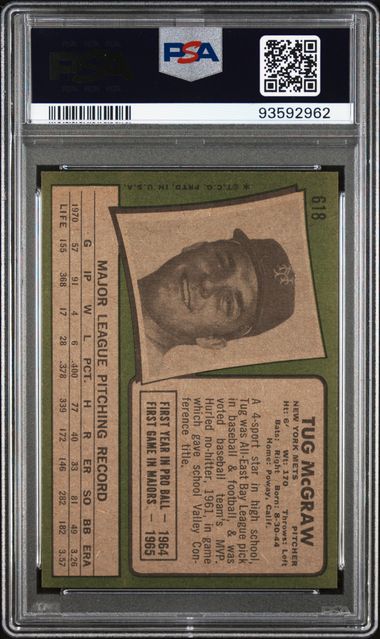 PSA
PSA
93592962
618
★©T.C.G. PRTD. IN U.S.A.
TUG McGRAW
NEW YORK METS PITCHER
Ht: 6' Wt: 170 Throws: Left
Bats: Right Born: 8-30-44
Home: Poway, Calif.
A 4-sport star in high school,
Tug was All-East Bay League pick
in baseball & football, & was
voted baseball team's MVP.
Hurled no-hitter, 1961, in game
which gave school Valley Con-
ference title.
FIRST YEAR IN PRO BALL — 1964
FIRST GAME IN MAJORS — 1965
MAJOR LEAGUE PITCHING RECORD
G IP W L PCT. H R ER SO BB ERA
1970 57 91 4 6 .400 77 40 33 81 49 3.26
LIFE 155 368 17 28 .378 339 172 146 282 182 3.57